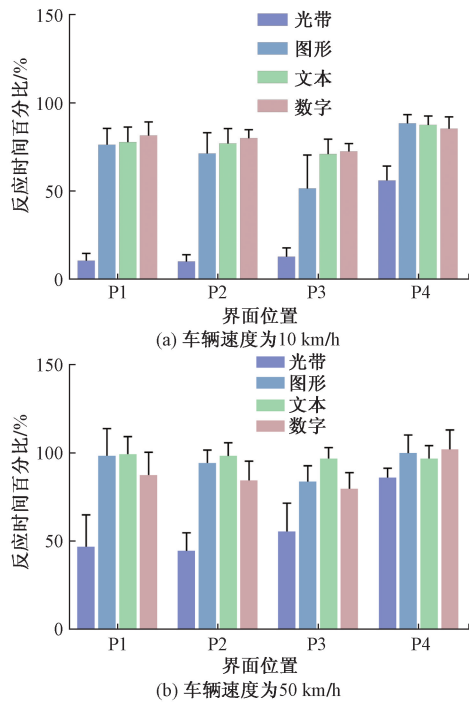 150
100
50
0
反应时间百分比/%
光带
图形
文本
数字
P1 P2 P3 P4
界面位置
(a) 车辆速度为10 km/h
150
100
50
0
反应时间百分比/%
光带
图形
文本
数字
P1 P2 P3 P4
界面位置
(b) 车辆速度为50 km/h